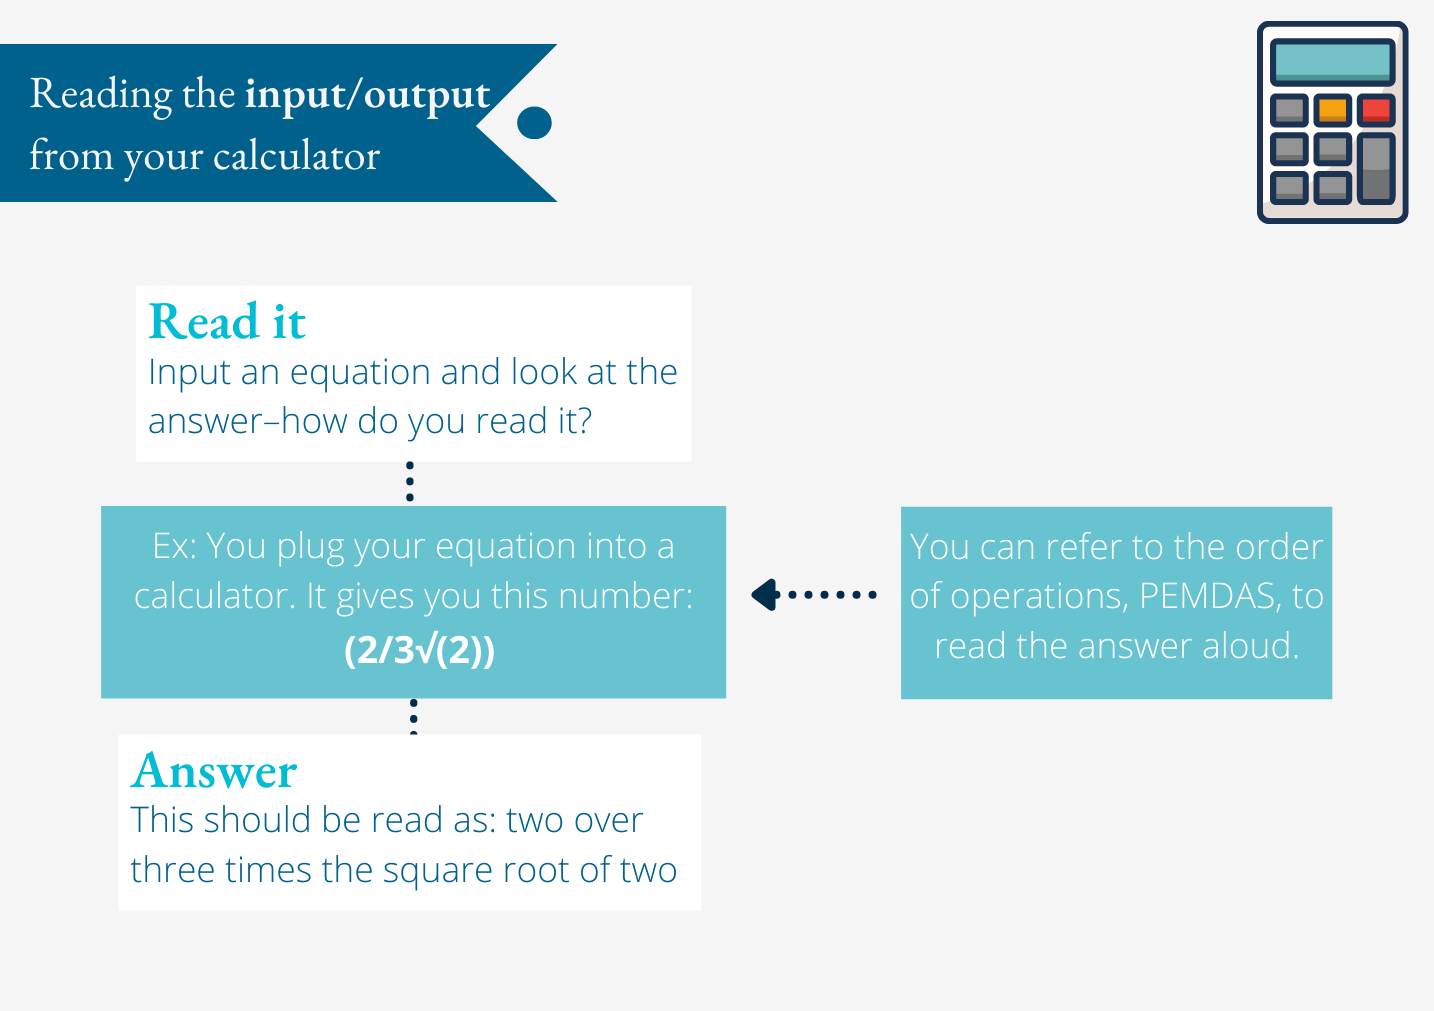 Reading the input/output
from your calculator
Read it
Input an equation and look at the
answer–how do you read it?
Ex: You plug your equation into a
calculator. It gives you this number:
(2/3√(2))
You can refer to the order
of operations, PEMDAS, to
read the answer aloud.
Answer
This should be read as: two over
three times the square root of two